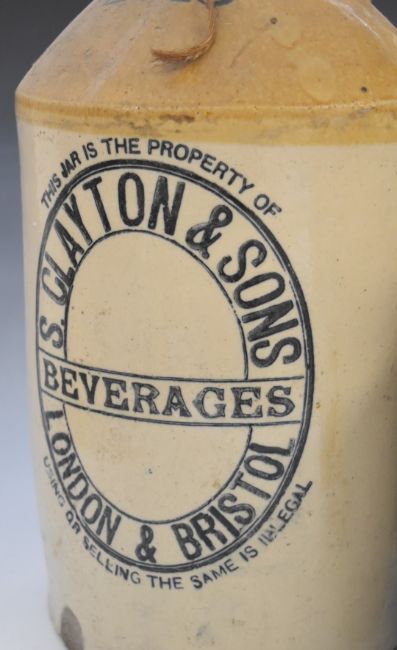 THIS JAR IS THE PROPERTY OF
S. CLAYTON & SONS
BEVERAGES
LONDON & BRISTOL
USING OR SELLING THE SAME IS ILLEGAL